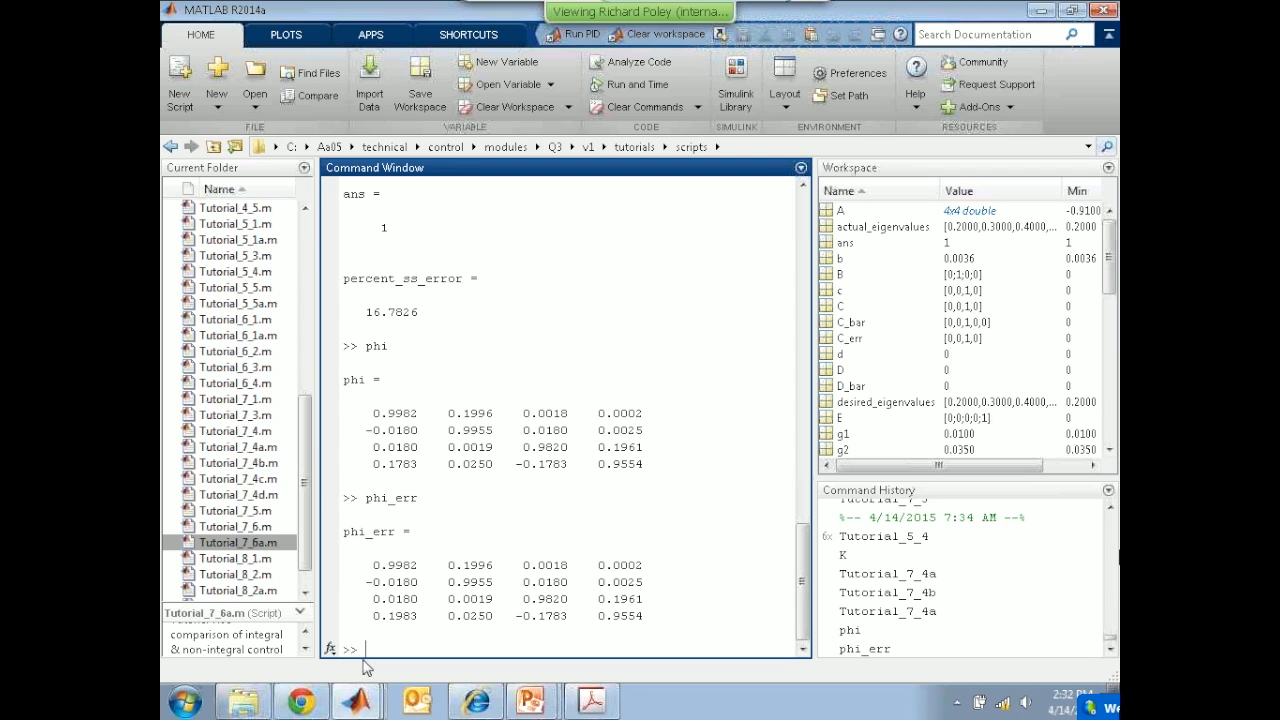 MATLAB R2014a
Viewing Richard Poley (interna...
HOME PLOTS APPS SHORTCUTS Run PID Clear workspace Search Documentation
New Script
New
Open
Find Files
Compare
FILE
Import Data
Save Workspace
New Variable
Open Variable
Clear Workspace
VARIABLE
Analyze Code
Run and Time
Clear Commands
CODE
Simulink Library
SIMULINK
Layout
Preferences
Set Path
ENVIRONMENT
Help
Community
Request Support
Add-Ons
RESOURCES
C: Aa05 technical control modules Q3 v1 tutorials scripts
Current Folder
Name
Tutorial_4_5.m
Tutorial_5_1.m
Tutorial_5_1a.m
Tutorial_5_3.m
Tutorial_5_4.m
Tutorial_5_5.m
Tutorial_5_5a.m
Tutorial_6_1.m
Tutorial_6_1a.m
Tutorial_6_2.m
Tutorial_6_3.m
Tutorial_6_4.m
Tutorial_7_1.m
Tutorial_7_3.m
Tutorial_7_4.m
Tutorial_7_4a.m
Tutorial_7_4b.m
Tutorial_7_4c.m
Tutorial_7_4d.m
Tutorial_7_5.m
Tutorial_7_6.m
Tutorial_7_6a.m
Tutorial_8_1.m
Tutorial_8_2.m
Tutorial_8_2a.m
Tutorial_7_6a.m (Script)
comparison of integral
& non-integral control
Command Window
ans =
1
percent_ss_error =
16.7826
>> phi
phi =
0.9982 0.1996 0.0018 0.0002
-0.0180 0.9955 0.0180 0.0025
0.0180 0.0019 0.9820 0.1961
0.1783 0.0250 -0.1783 0.9554
>> phi_err
phi_err =
0.9982 0.1996 0.0018 0.0002
-0.0180 0.9955 0.0180 0.0025
0.0180 0.0019 0.9820 0.1961
0.1983 0.0250 -0.1783 0.9554
fx >>
Workspace
Name Value Min
A 4x4 double -0.9100
actual_eigenvalues [0.2000,0.3000,0.4000,... 0.2000
ans 1 1
b 0.0036 0.0036
B [0;1;0;0] 0
c [0,0,1,0] 0
C [0,0,1,0] 0
C_bar [0,0,1,0,0] 0
C_err [0,0,1,0] 0
d 0 0
D 0 0
D_bar 0 0
desired_eigenvalues [0.2000,0.3000,0.4000,... 0.2000
E [0;0;0;0;1] 0
g1 0.0100 0.0100
g2 0.0350 0.0350
Command History
%-- 4/14/2015 7:34 AM --%
6x Tutorial_5_4
K
Tutorial_7_4a
Tutorial_7_4b
Tutorial_7_4a
phi
phi_err
2:32 PM
We